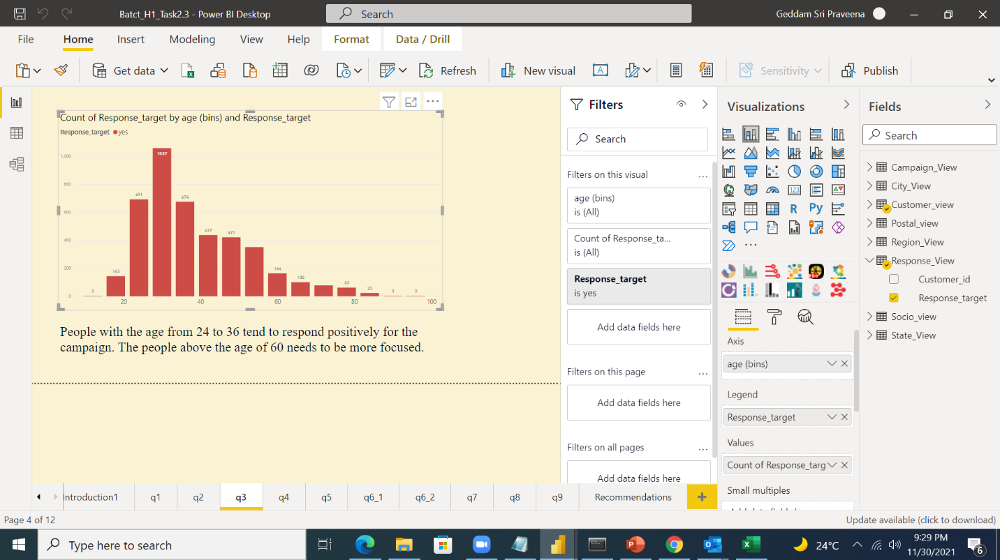 Batct_H1_Task2.3 - Power BI Desktop
Search
Geddam Sri Praveena
File
Home
Insert
Modeling
View
Help
Format
Data / Drill
Get data
Refresh
New visual
Sensitivity
Publish
Count of Response_target by age (bins) and Response_target
Response_target yes
1,000
800
600
400
200
0
2
143
691
1057
674
437
421
164
100
62
23
3
2
20
40
60
80
100
People with the age from 24 to 36 tend to respond positively for the
campaign. The people above the age of 60 needs to be more focused.
Filters
Search
Filters on this visual
...
age (bins)
is (All)
Count of Response_ta...
is (All)
Response_target
is yes
Add data fields here
Filters on this page
...
Add data fields here
Filters on all pages
...
Add data fields here
Visualizations
123
R
Py
PRO
...
Axis
age (bins)
Legend
Response_target
Values
Count of Response_targ
Small multiples
Fields
Search
Campaign_View
City_View
Customer_view
Postal_view
Region_View
Response_View
Customer_id
Response_target
Socio_view
State_View
Introduction1
q1
q2
q3
q4
q5
q6_1
q6_2
q7
q8
q9
Recommendations
+
Page 4 of 12
Update available (click to download)
Type here to search
24°C
9:29 PM
11/30/2021
6